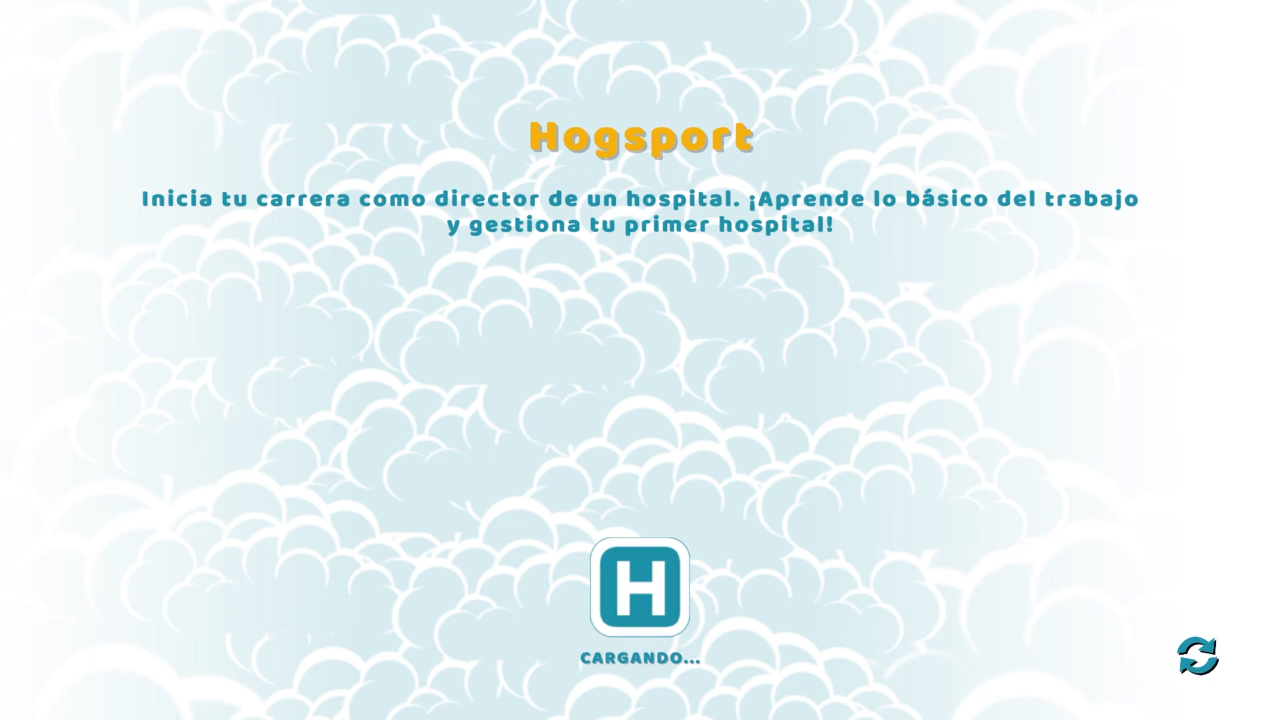 Hogsport
Inicia tu carrera como director de un hospital. ¡Aprende lo básico del trabajo
y gestiona tu primer hospital!
H
CARGANDO...